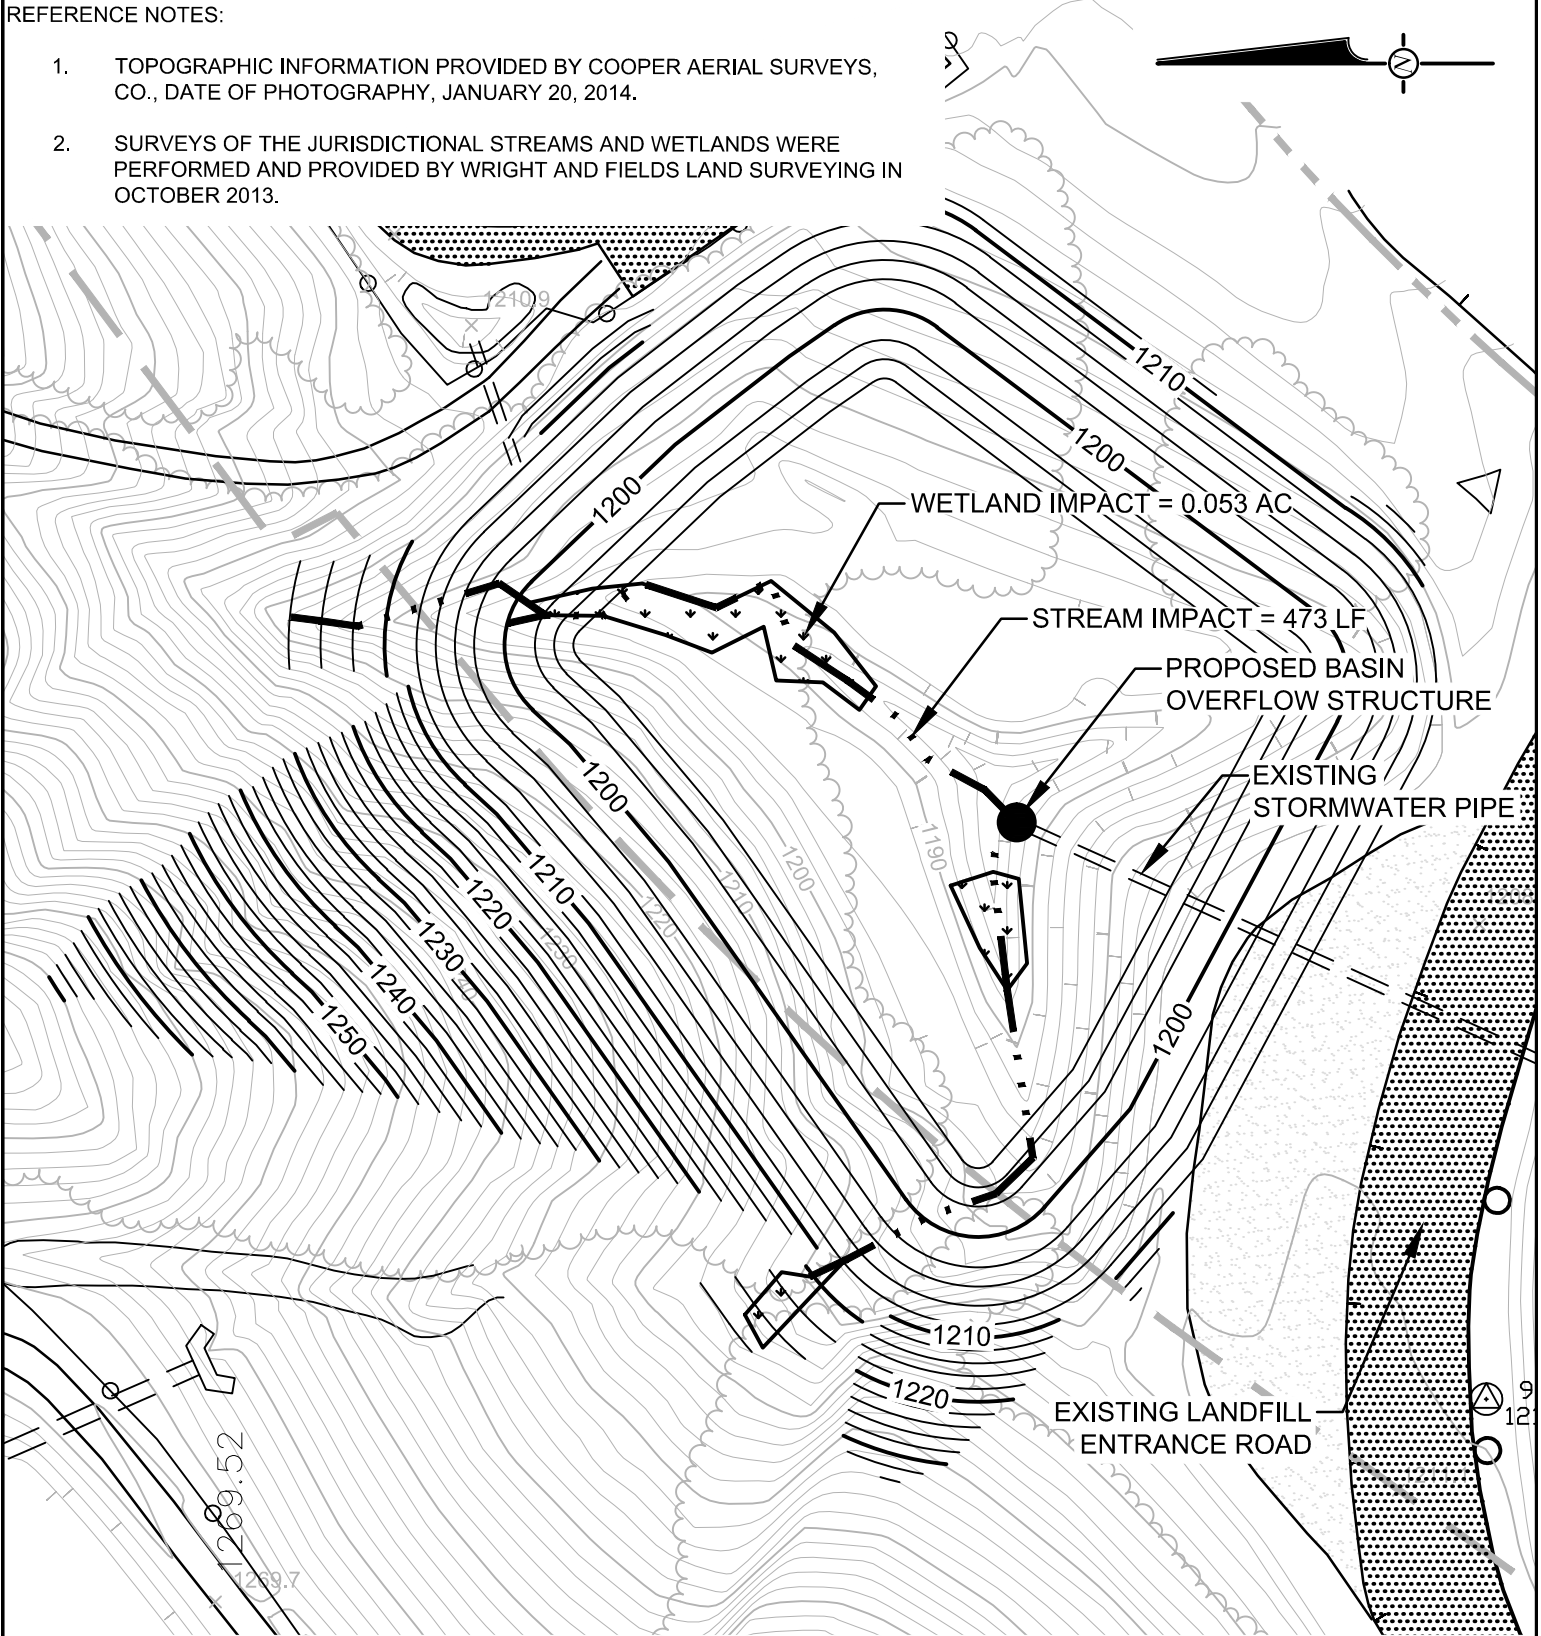 REFERENCE NOTES:
1. TOPOGRAPHIC INFORMATION PROVIDED BY COOPER AERIAL SURVEYS,
CO., DATE OF PHOTOGRAPHY, JANUARY 20, 2014.
2. SURVEYS OF THE JURISDICTIONAL STREAMS AND WETLANDS WERE
PERFORMED AND PROVIDED BY WRIGHT AND FIELDS LAND SURVEYING IN
OCTOBER 2013.
N
1210.9
1210
1200
1200
WETLAND IMPACT = 0.053 AC
STREAM IMPACT = 473 LF
PROPOSED BASIN
OVERFLOW STRUCTURE
EXISTING
STORMWATER PIPE
1200
1190
1200
1210
1210
1220
1220
1230
1230
1240
1250
1200
1210
1220
EXISTING LANDFILL
ENTRANCE ROAD
1269.52
1269.7